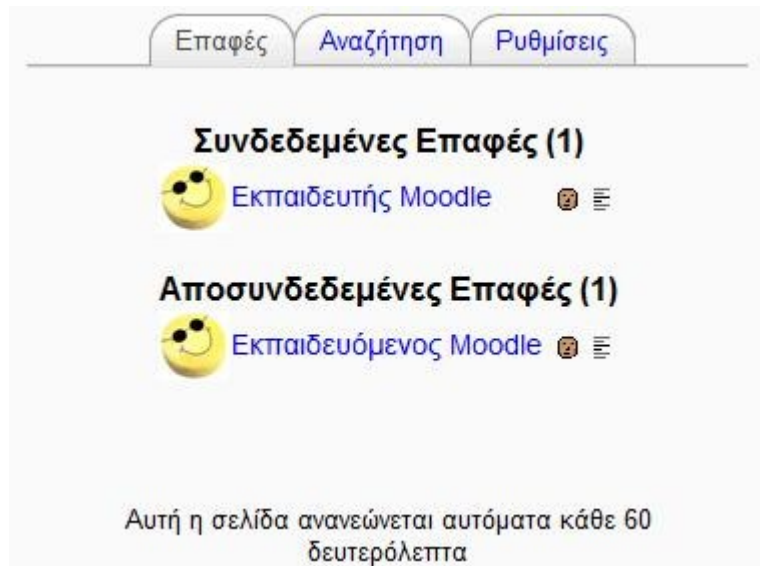 Επαφές Αναζήτηση Ρυθμίσεις
Συνδεδεμένες Επαφές (1)
Εκπαιδευτής Moodle
Αποσυνδεδεμένες Επαφές (1)
Εκπαιδευόμενος Moodle
Αυτή η σελίδα ανανεώνεται αυτόματα κάθε 60
δευτερόλεπτα